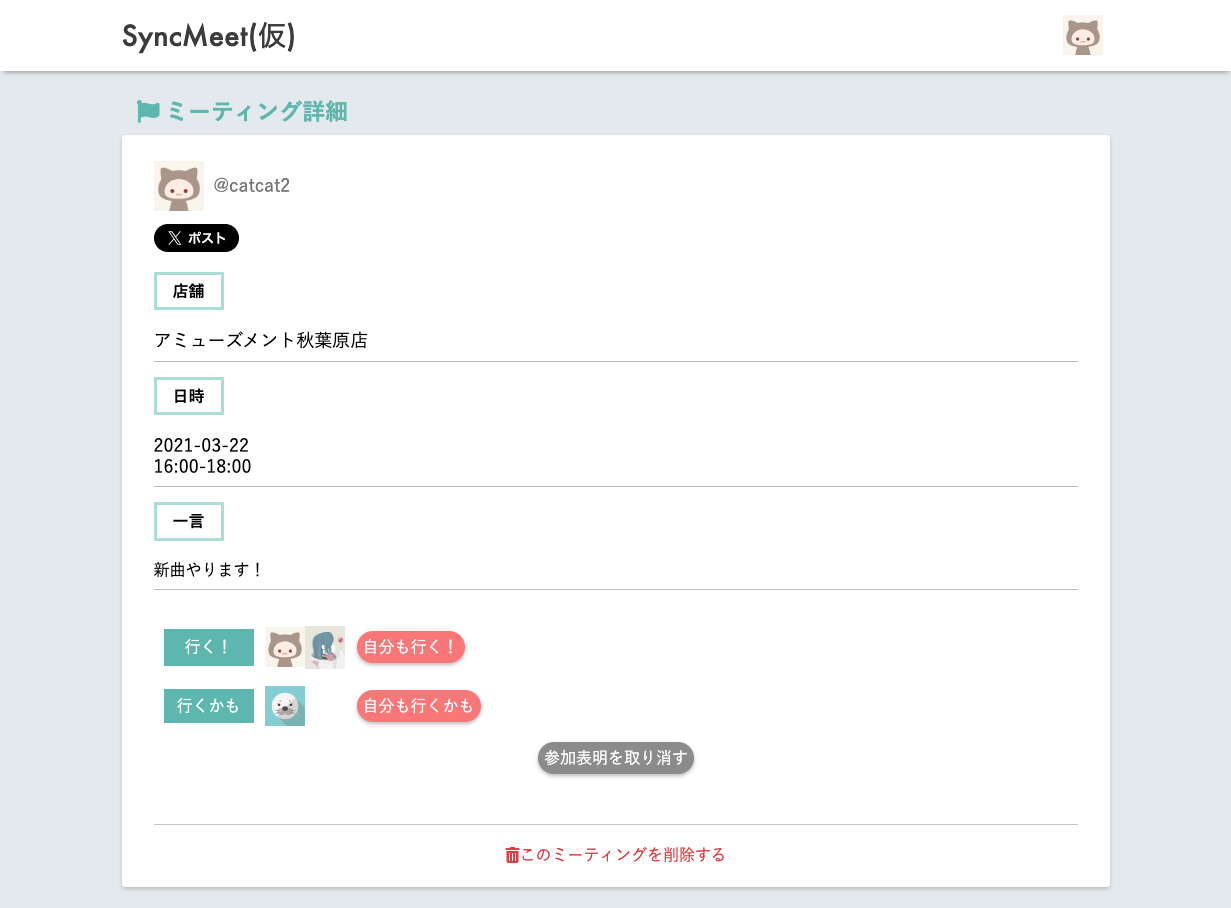 SyncMeet(仮)
ミーティング詳細
@catcat2
ポスト
店舗
アミューズメント秋葉原店
日時
2021-03-22
16:00-18:00
一言
新曲やります！
行く！ 自分も行く！
行くかも 自分も行くかも
参加表明を取り消す
このミーティングを削除する